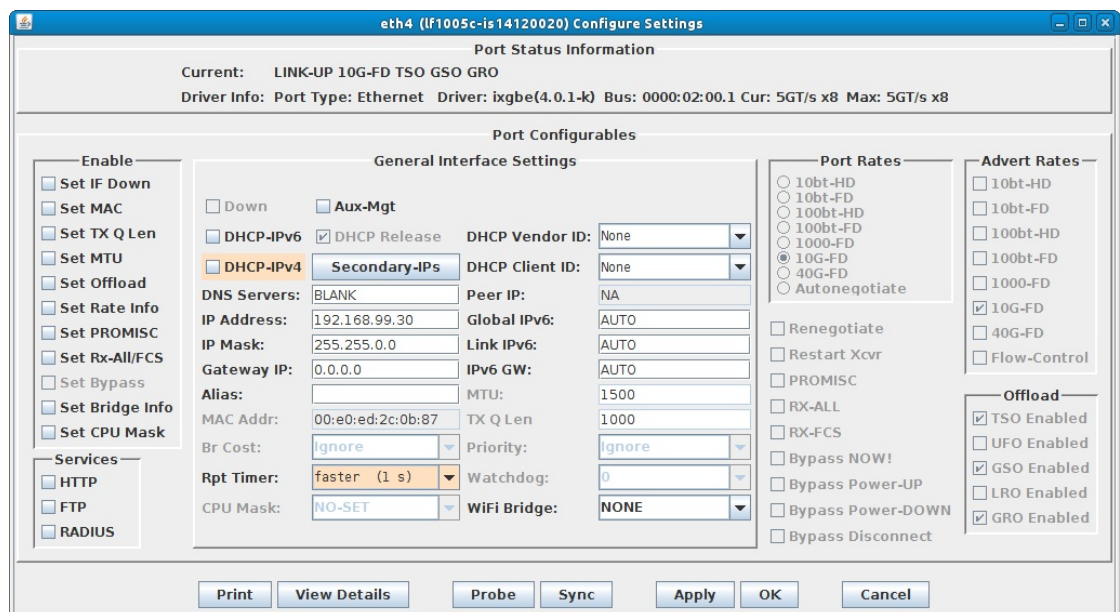 eth4 (lf1005c-is14120020) Configure Settings
Port Status Information
Current: LINK-UP 10G-FD TSO GSO GRO
Driver Info: Port Type: Ethernet Driver: ixgbe(4.0.1-k) Bus: 0000:02:00.1 Cur: 5GT/s x8 Max: 5GT/s x8
Port Configurables
Enable
Set IF Down
Set MAC
Set TX Q Len
Set MTU
Set Offload
Set Rate Info
Set PROMISC
Set Rx-All/FCS
Set Bypass
Set Bridge Info
Set CPU Mask
Services
HTTP
FTP
RADIUS
General Interface Settings
Down Aux-Mgt
DHCP-IPv6 DHCP Release DHCP Vendor ID: None
DHCP-IPv4 Secondary-IPs DHCP Client ID: None
DNS Servers: BLANK Peer IP: NA
IP Address: 192.168.99.30 Global IPv6: AUTO
IP Mask: 255.255.0.0 Link IPv6: AUTO
Gateway IP: 0.0.0.0 IPv6 GW: AUTO
Alias: MTU: 1500
MAC Addr: 00:e0:ed:2c:0b:87 TX Q Len 1000
Br Cost: Ignore Priority: Ignore
Rpt Timer: faster (1 s) Watchdog: 0
CPU Mask: NO-SET WiFi Bridge: NONE
Port Rates
10bt-HD
10bt-FD
100bt-HD
100bt-FD
1000-FD
10G-FD
40G-FD
Autonegotiate
Renegotiate
Restart Xcvr
PROMISC
RX-ALL
RX-FCS
Bypass NOW!
Bypass Power-UP
Bypass Power-DOWN
Bypass Disconnect
Advert Rates
10bt-HD
10bt-FD
100bt-HD
100bt-FD
1000-FD
10G-FD
40G-FD
Flow-Control
Offload
TSO Enabled
UFO Enabled
GSO Enabled
LRO Enabled
GRO Enabled
Print View Details Probe Sync Apply OK Cancel